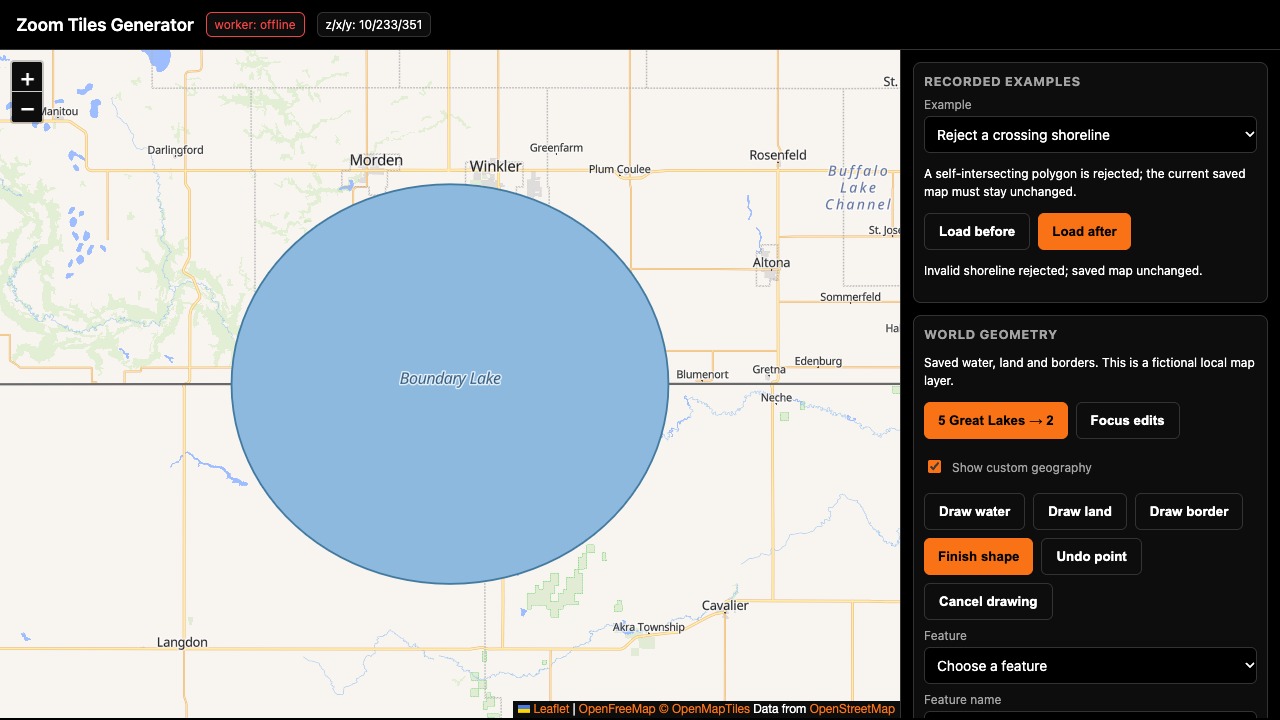 Zoom Tiles Generator
worker: offline
z/x/y: 10/233/351
+
−
Manitou
Darlingford
Morden
Winkler
Greenfarm
Plum Coulee
Rosenfeld
St.
Buffalo
Lake
Channel
St. Jose
Altona
Sommerfeld
Ha
Edenburg
Blumenort
Gretna
Neche
Boundary Lake
Cavalier
Akra Township
Langdon
Leaflet | OpenFreeMap © OpenMapTiles Data from OpenStreetMap
RECORDED EXAMPLES
Example
Reject a crossing shoreline
A self-intersecting polygon is rejected; the current saved
map must stay unchanged.
Load before
Load after
Invalid shoreline rejected; saved map unchanged.
WORLD GEOMETRY
Saved water, land and borders. This is a fictional local map
layer.
5 Great Lakes → 2
Focus edits
Show custom geography
Draw water
Draw land
Draw border
Finish shape
Undo point
Cancel drawing
Feature
Choose a feature
Feature name